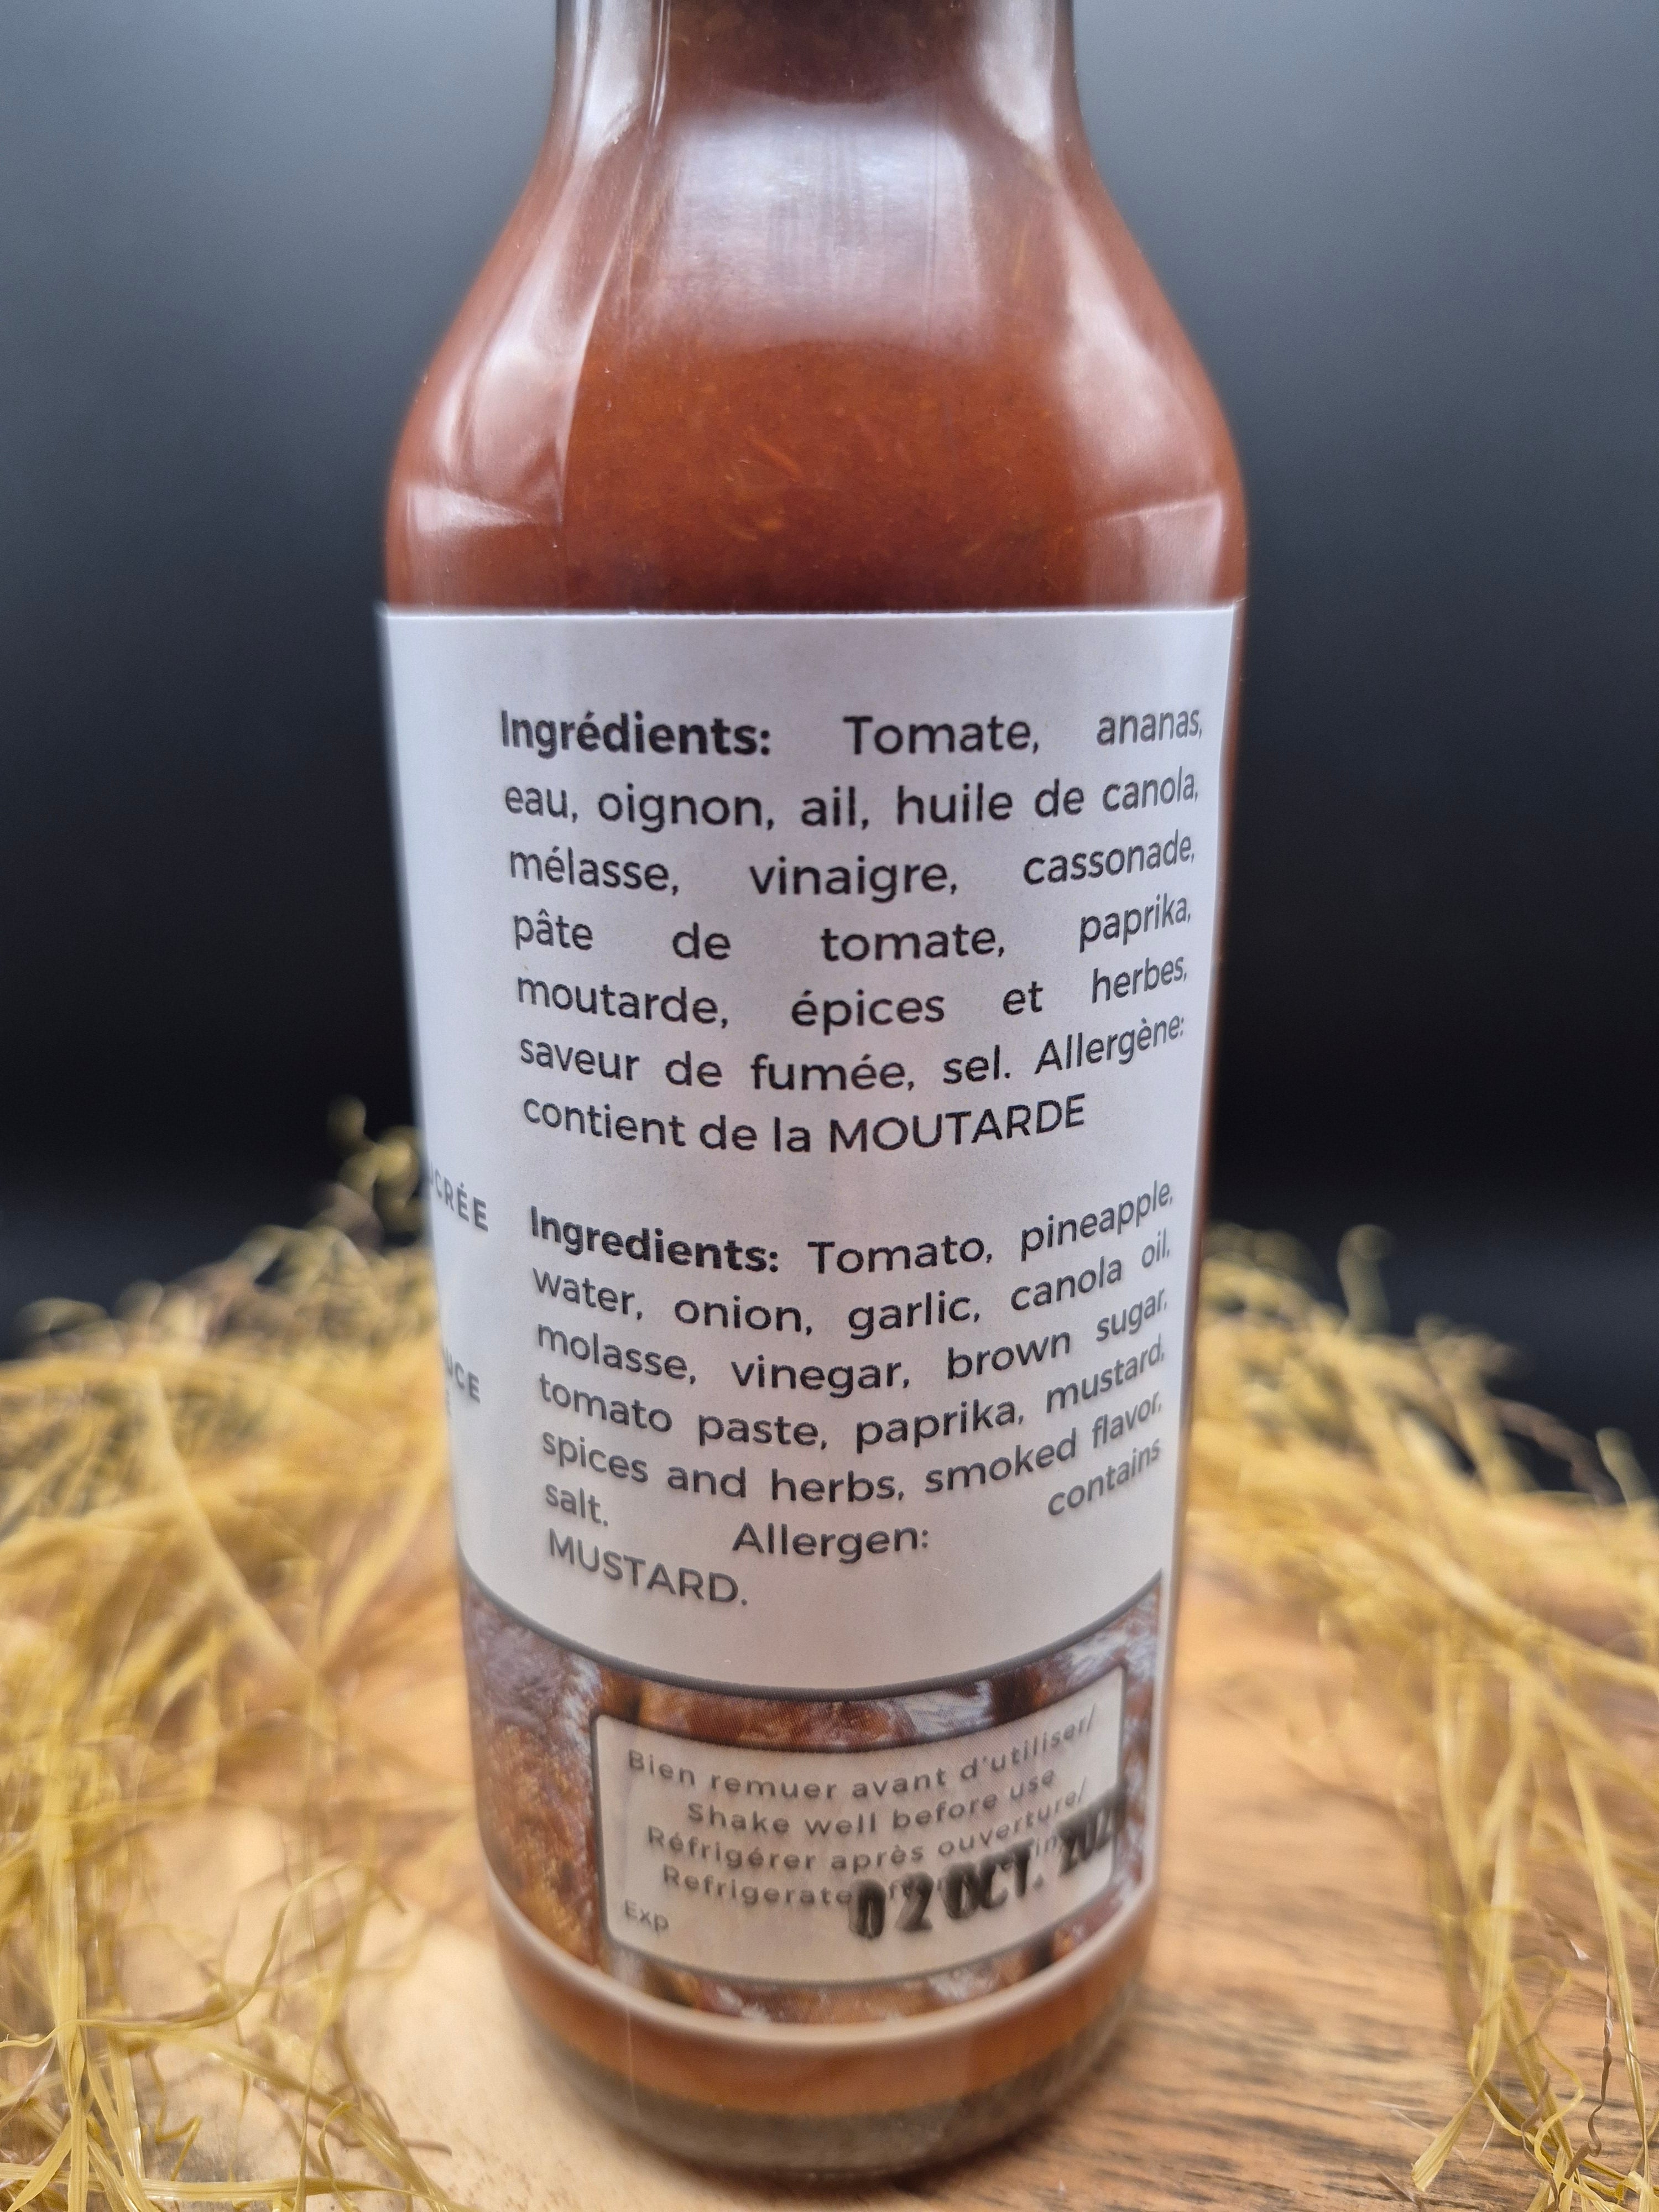 Ingrédients: Tomate, ananas,
eau, oignon, ail, huile de canola,
mélasse, vinaigre, cassonade,
pâte de tomate, paprika,
moutarde, épices et herbes,
saveur de fumée, sel. Allergène:
contient de la MOUTARDE
Ingredients: Tomato, pineapple,
water, onion, garlic, canola oil,
molasse, vinegar, brown sugar,
tomato paste, paprika, mustard,
spices and herbs, smoked flavor,
salt. Allergen: contains
MUSTARD.
Bien remuer avant d'utiliser/
Shake well before use
Réfrigérer après ouverture/
Refrigerate
Exp
02 OCT.